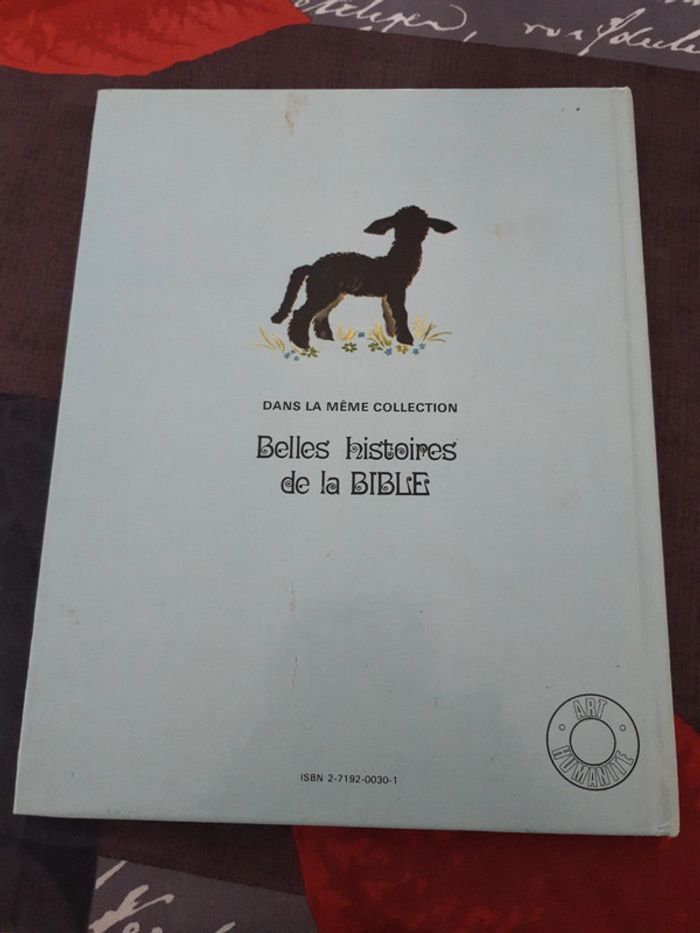 DANS LA MÊME COLLECTION
Belles histoires
de la BIBLE
ART
HUMANITÉ
ISBN 2-7192-0030-1